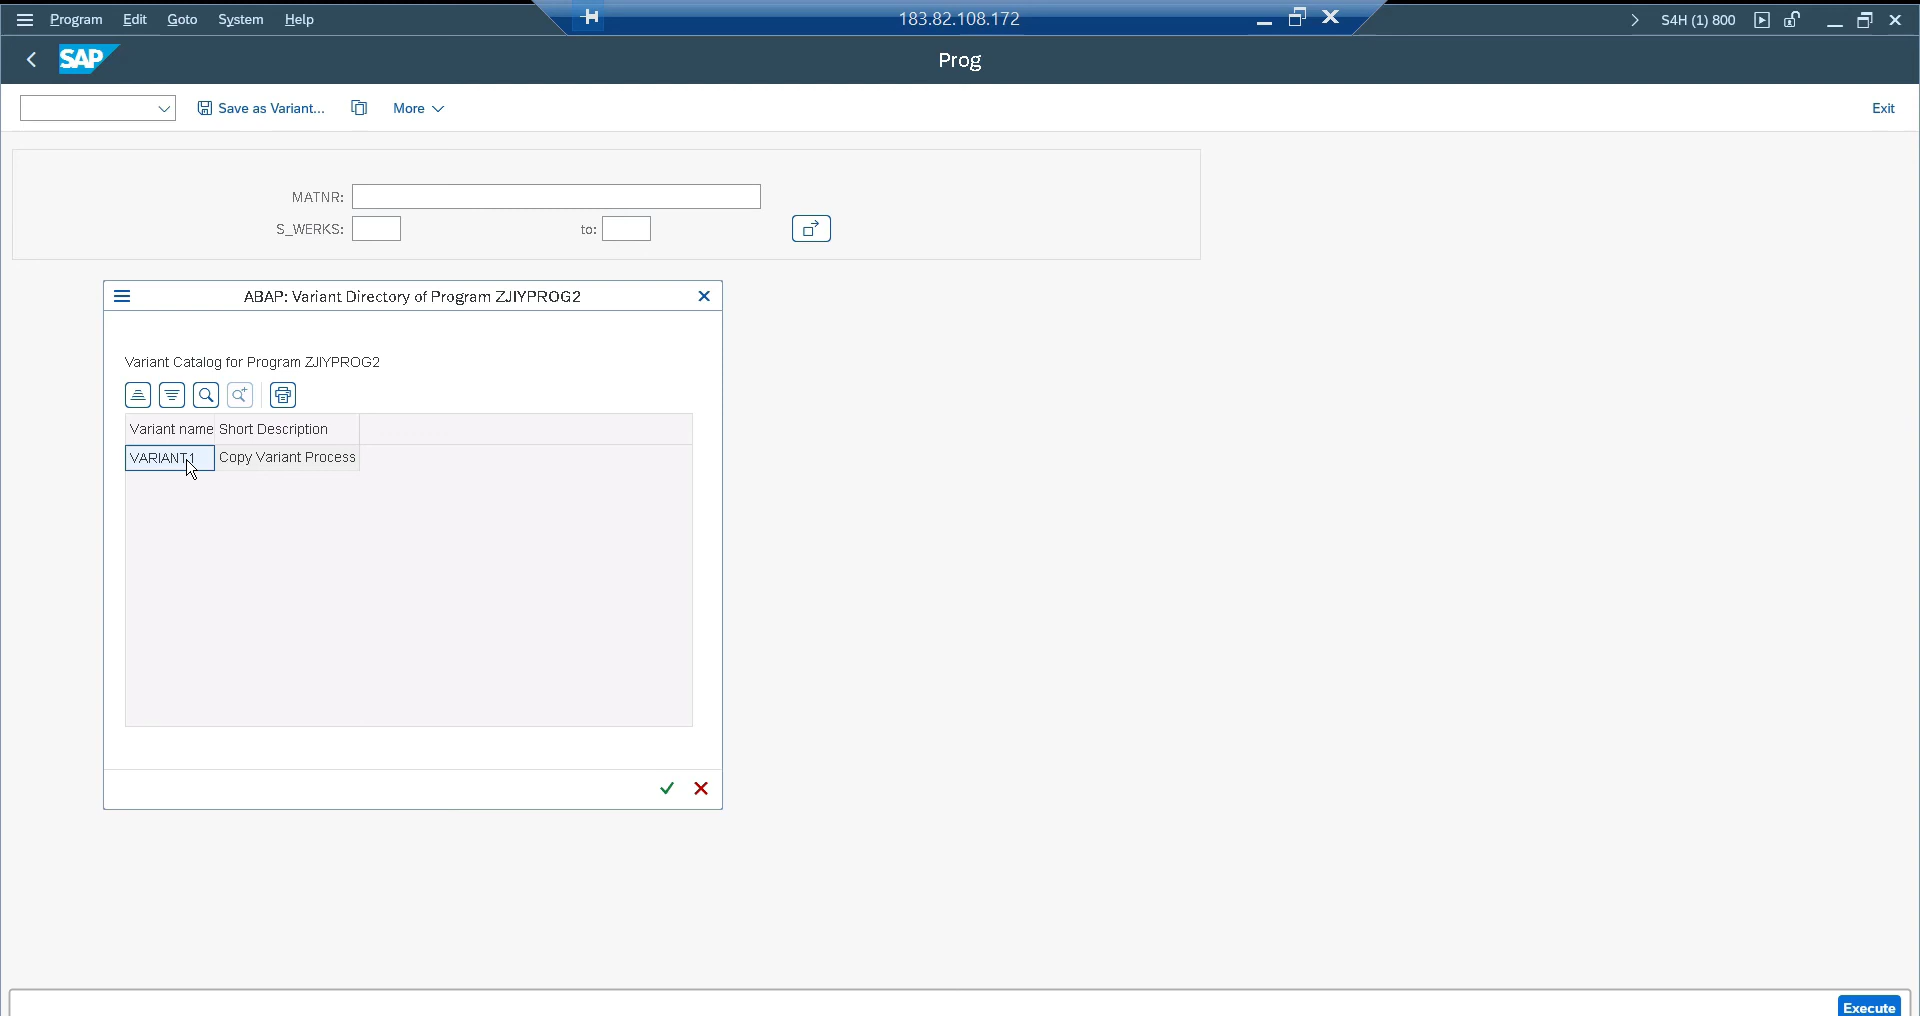 Program Edit Goto System Help 183.82.108.172 S4H (1) 800
SAP Prog
Save as Variant... More Exit
MATNR:
S_WERKS: to:
ABAP: Variant Directory of Program ZJIYPROG2
Variant Catalog for Program ZJIYPROG2
Variant name Short Description
VARIANT1 Copy Variant Process
Execute